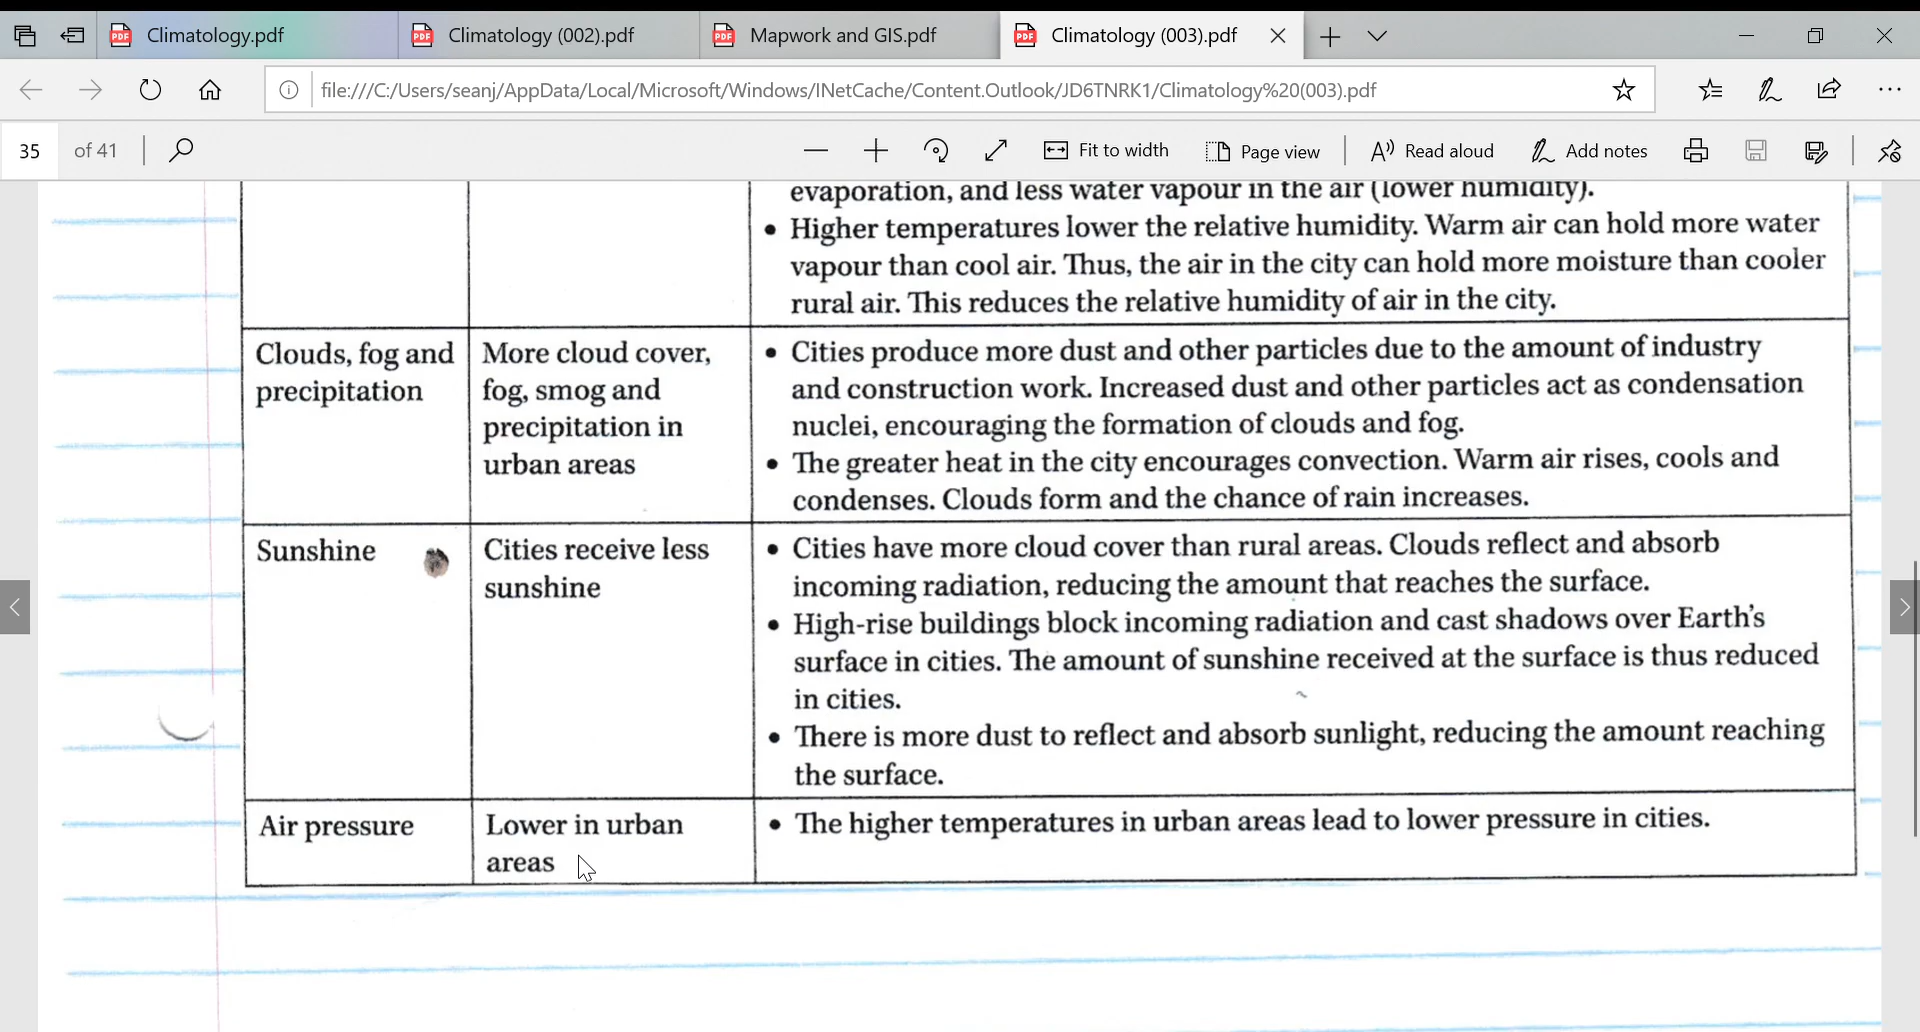 Climatology.pdf
Climatology (002).pdf
Mapwork and GIS.pdf
Climatology (003).pdf
file:///C:/Users/seanj/AppData/Local/Microsoft/Windows/INetCache/Content.Outlook/JD6TNRK1/Climatology%20(003).pdf
35 of 41
Fit to width
Page view
Read aloud
Add notes
evaporation, and less water vapour in the air (lower humidity).
• Higher temperatures lower the relative humidity. Warm air can hold more water
vapour than cool air. Thus, the air in the city can hold more moisture than cooler
rural air. This reduces the relative humidity of air in the city.
Clouds, fog and
precipitation
More cloud cover,
fog, smog and
precipitation in
urban areas
• Cities produce more dust and other particles due to the amount of industry
and construction work. Increased dust and other particles act as condensation
nuclei, encouraging the formation of clouds and fog.
• The greater heat in the city encourages convection. Warm air rises, cools and
condenses. Clouds form and the chance of rain increases.
Sunshine
Cities receive less
sunshine
• Cities have more cloud cover than rural areas. Clouds reflect and absorb
incoming radiation, reducing the amount that reaches the surface.
• High-rise buildings block incoming radiation and cast shadows over Earth's
surface in cities. The amount of sunshine received at the surface is thus reduced
in cities.
• There is more dust to reflect and absorb sunlight, reducing the amount reaching
the surface.
Air pressure
Lower in urban
areas
• The higher temperatures in urban areas lead to lower pressure in cities.